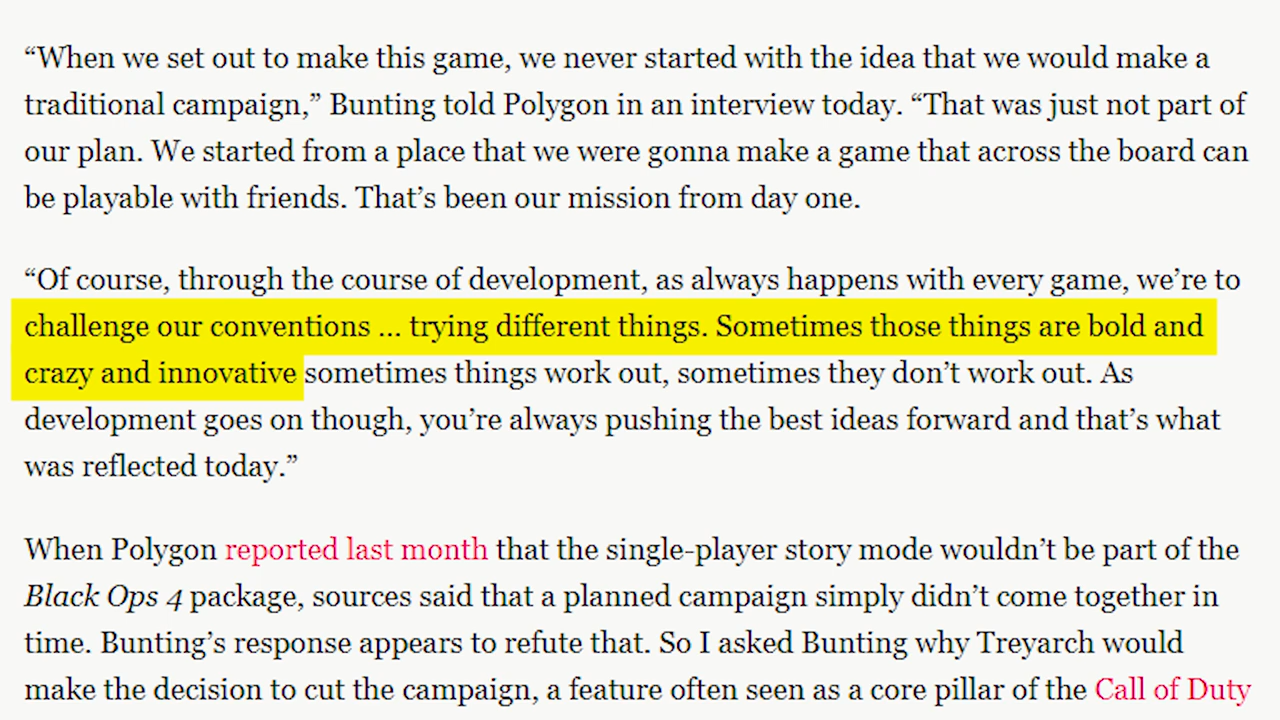 “When we set out to make this game, we never started with the idea that we would make a
traditional campaign,” Bunting told Polygon in an interview today. “That was just not part of
our plan. We started from a place that we were gonna make a game that across the board can
be playable with friends. That’s been our mission from day one.
“Of course, through the course of development, as always happens with every game, we’re to
challenge our conventions ... trying different things. Sometimes those things are bold and
crazy and innovative sometimes things work out, sometimes they don’t work out. As
development goes on though, you’re always pushing the best ideas forward and that’s what
was reflected today.”
When Polygon reported last month that the single-player story mode wouldn’t be part of the
Black Ops 4 package, sources said that a planned campaign simply didn’t come together in
time. Bunting’s response appears to refute that. So I asked Bunting why Treyarch would
make the decision to cut the campaign, a feature often seen as a core pillar of the Call of Duty